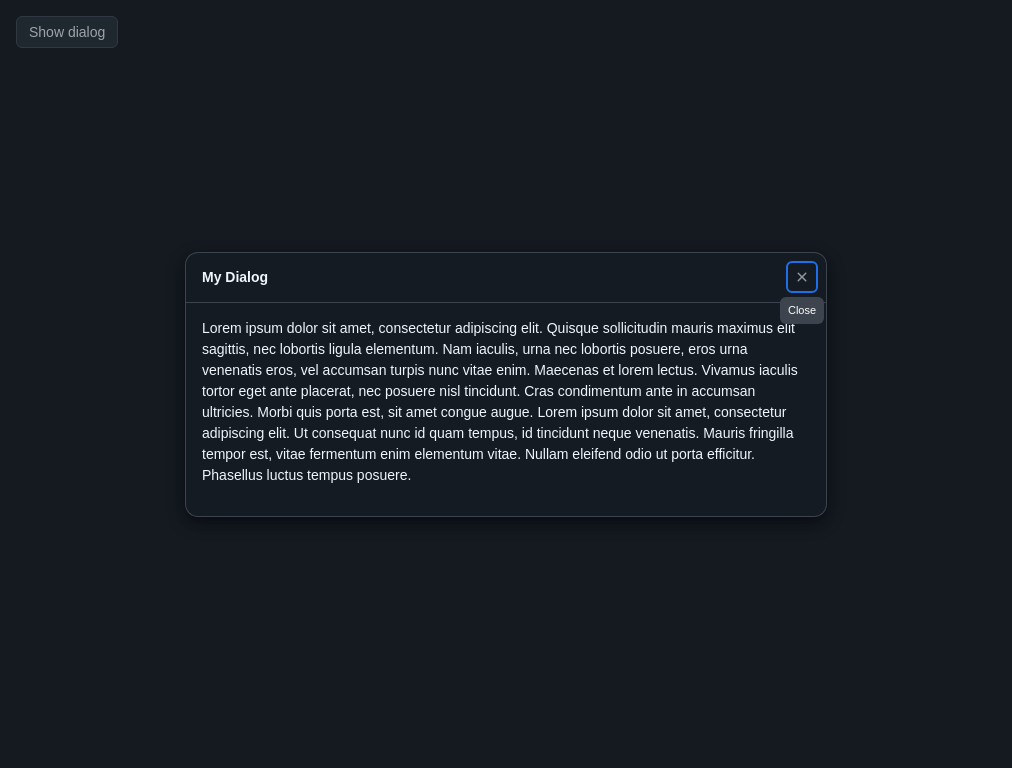 Show dialog
My Dialog
Close
Lorem ipsum dolor sit amet, consectetur adipiscing elit. Quisque sollicitudin mauris maximus elit
sagittis, nec lobortis ligula elementum. Nam iaculis, urna nec lobortis posuere, eros urna
venenatis eros, vel accumsan turpis nunc vitae enim. Maecenas et lorem lectus. Vivamus iaculis
tortor eget ante placerat, nec posuere nisl tincidunt. Cras condimentum ante in accumsan
ultricies. Morbi quis porta est, sit amet congue augue. Lorem ipsum dolor sit amet, consectetur
adipiscing elit. Ut consequat nunc id quam tempus, id tincidunt neque venenatis. Mauris fringilla
tempor est, vitae fermentum enim elementum vitae. Nullam eleifend odio ut porta efficitur.
Phasellus luctus tempus posuere.